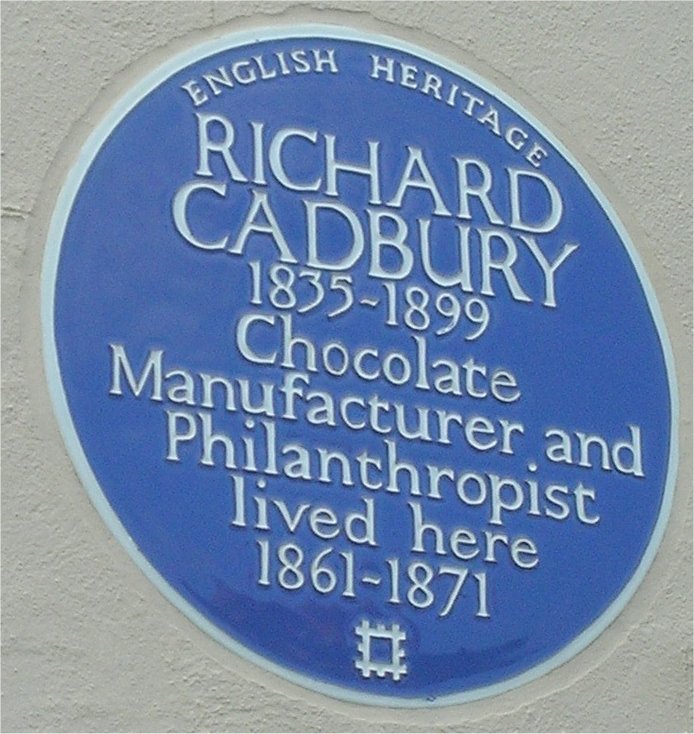 ENGLISH HERITAGE
RICHARD
CADBURY
1835-1899
Chocolate
Manufacturer and
Philanthropist
lived here
1861-1871